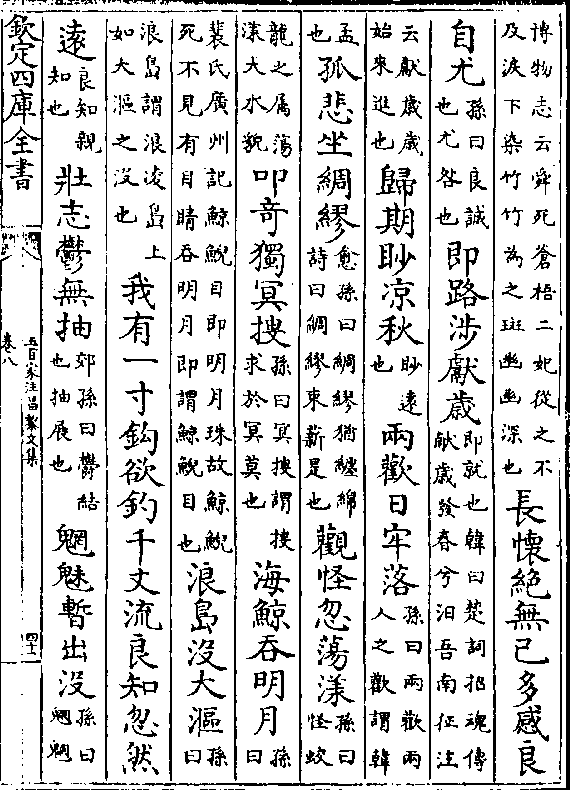 博物志云舜死蒼梧二妃從之不及淚下染竹竹為之斑幽幽深也長懷絕無已多感良
自尤孫曰良誠也尤咎也即路涉獻歲即就也韓曰楚詞招魂傳獻歲發春兮汨吾南征注
云獻歲歲始來進也歸期眇凉秋眇遠也兩歡日牢落孫曰兩歡兩人之歡謂韓
孟也孤悲坐綢繆愈孫曰綢繆猶纏綿詩曰綢繆束薪是也觀怪忽蕩漾孫曰怪蛟
龍之屬蕩漾大水貌叩竒獨冥搜孫曰冥搜謂搜求於冥莫也海鯨吞明月孫曰
裴氏廣州記鯨鯢目即明月珠故鯨鯢死不見有目睛吞明月即謂鯨鯢目也浪島没大漚孫曰
浪島謂浪凌島上如大漚之没也我有一寸鈎欲釣千丈流良知忽然
遠良知親知也壯志鬱無抽郊孫曰鬱結也抽展也魍魅暫出没孫曰魍魎
欽定四庫全書
卷八
五百家注昌黎文集